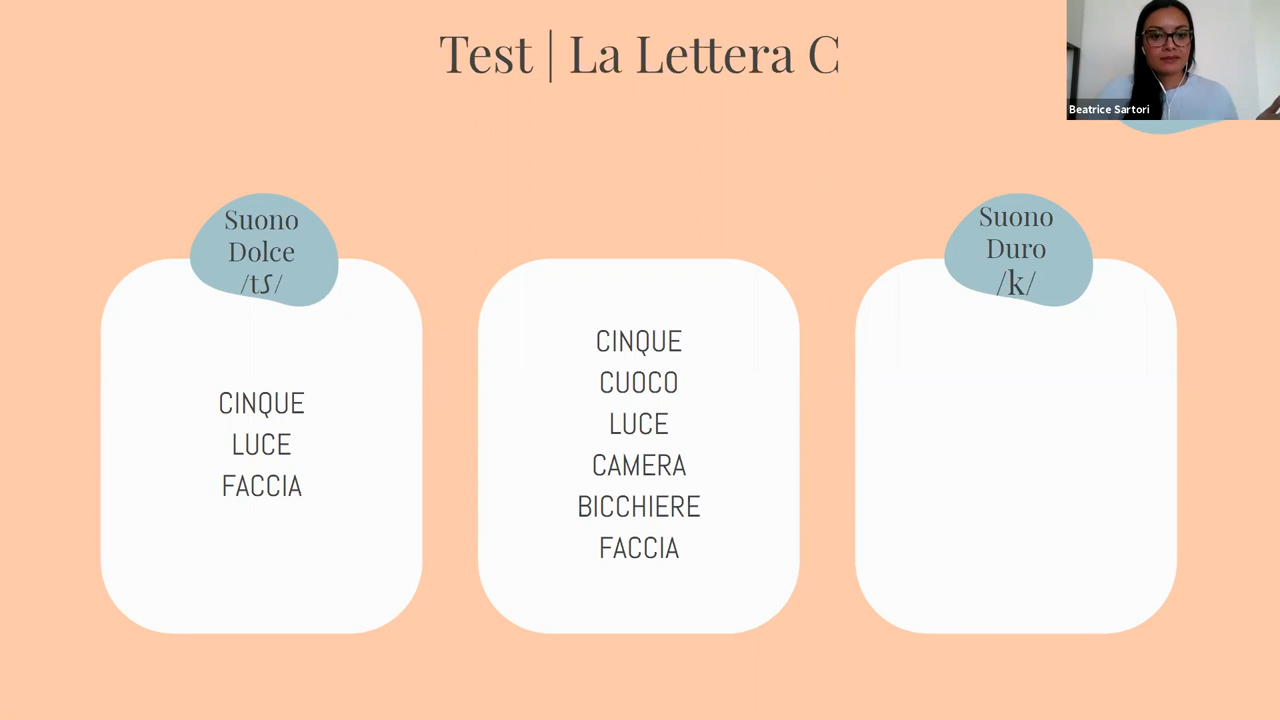 Test | La Lettera C
Beatrice Sartori
Suono
Dolce
/tʃ/
CINQUE
LUCE
FACCIA
CINQUE
CUOCO
LUCE
CAMERA
BICCHIERE
FACCIA
Suono
Duro
/k/